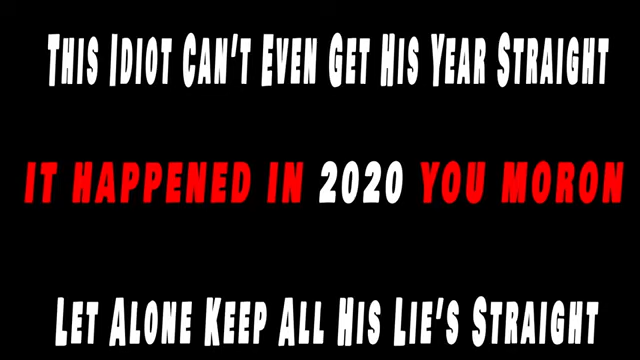 This Idiot Can't Even Get His Year Straight
IT HAPPENED IN 2020 YOU MORON
Let Alone Keep All His Lie's Straight